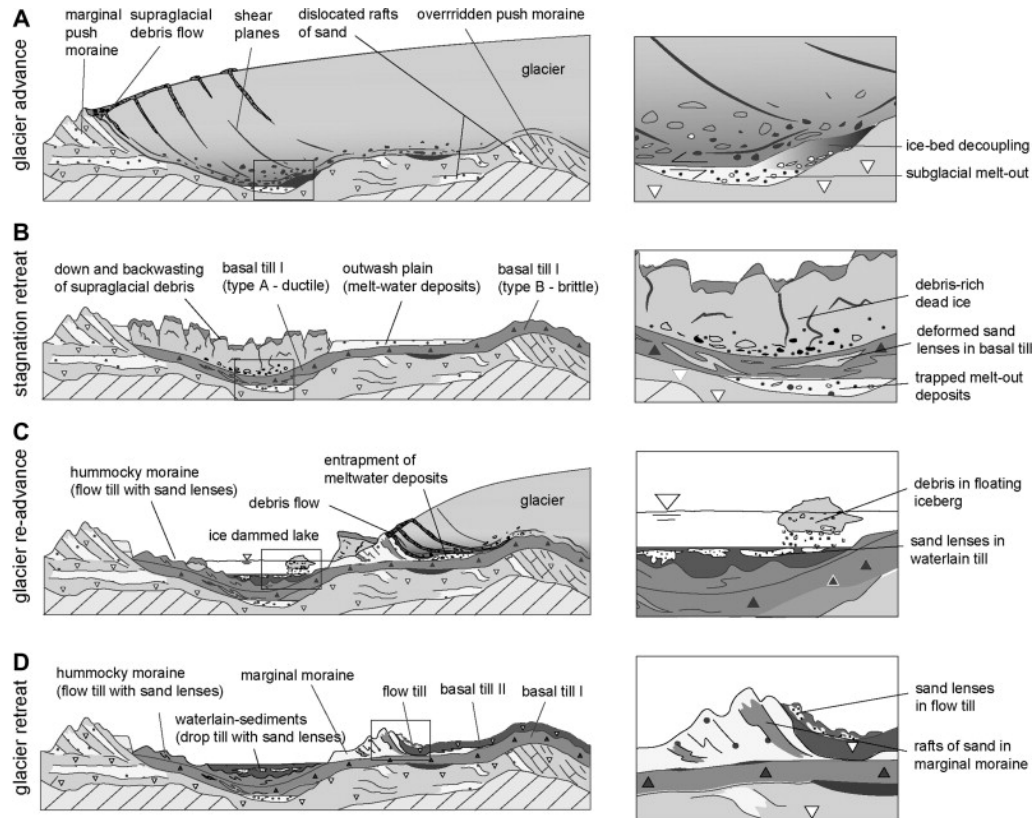 A
glacier advance
marginal
push
moraine
supraglacial
debris flow
shear
planes
dislocated rafts
of sand
overrridden push moraine
glacier
ice-bed decoupling
subglacial melt-out
B
stagnation retreat
down and backwasting
of supraglacial debris
basal till I
(type A - ductile)
outwash plain
(melt-water deposits)
basal till I
(type B - brittle)
debris-rich
dead ice
deformed sand
lenses in basal till
trapped melt-out
deposits
C
glacier re-advance
hummocky moraine
(flow till with sand lenses)
ice dammed lake
debris flow
entrapment of
meltwater deposits
glacier
debris in floating
iceberg
sand lenses in
waterlain till
D
glacier retreat
hummocky moraine
(flow till with sand lenses)
waterlain-sediments
(drop till with sand lenses)
marginal moraine
flow till
basal till II
basal till I
sand lenses
in flow till
rafts of sand in
marginal moraine